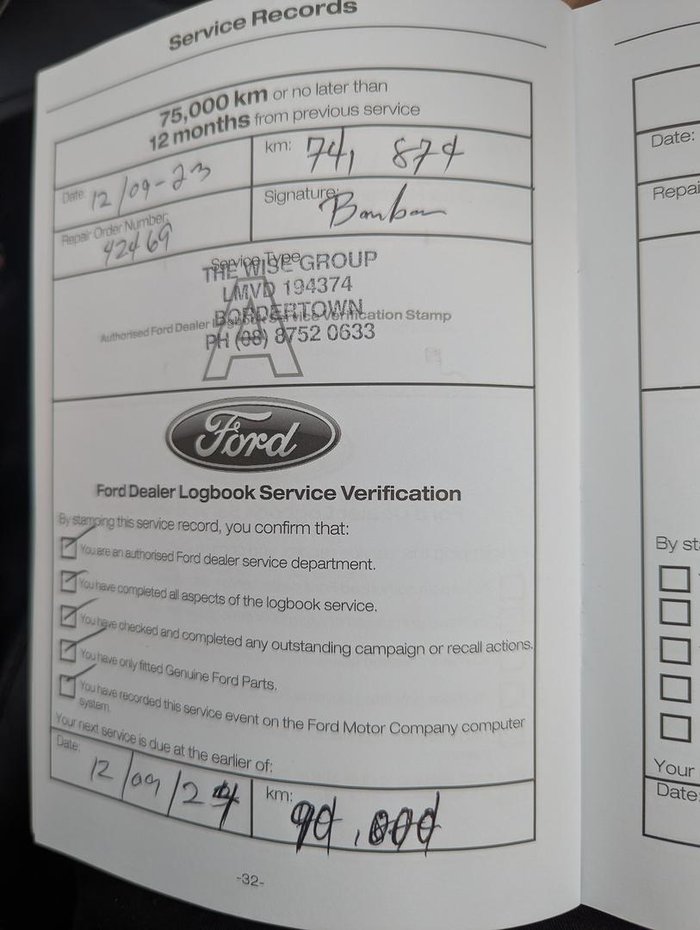 Service Records
75,000 km or no later than
12 months from previous service
Date: 12/09-23
km: 74, 874
Repair Order Number:
42469
Signature:
Service Type
THE WISE GROUP
LMVD 194374
BORDERTOWN
Authorised Ford Dealer Logbook Service Verification Stamp
PH (08) 8752 0633
A
Ford
Ford Dealer Logbook Service Verification
By stamping this service record, you confirm that:
You are an authorised Ford dealer service department.
You have completed all aspects of the logbook service.
You have checked and completed any outstanding campaign or recall actions.
You have only fitted Genuine Ford Parts.
You have recorded this service event on the Ford Motor Company computer
system.
Your next service is due at the earlier of:
Date: 12/09/24
km: 90,000
-32-
Date:
Repai
By st
Your
Date: